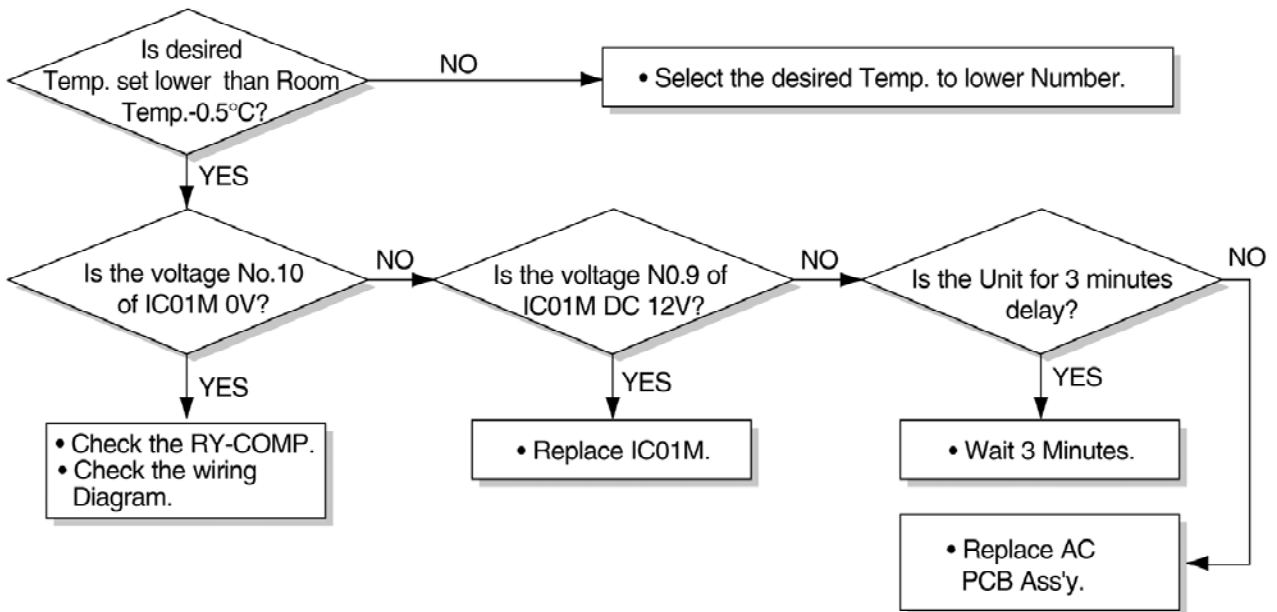 Is desired
Temp. set lower than Room
Temp.-0.5°C?
NO
• Select the desired Temp. to lower Number.
YES
Is the voltage No.10
of IC01M 0V?
NO
Is the voltage N0.9 of
IC01M DC 12V?
NO
Is the Unit for 3 minutes
delay?
NO
YES
YES
YES
• Check the RY-COMP.
• Check the wiring
Diagram.
• Replace IC01M.
• Wait 3 Minutes.
• Replace AC
PCB Ass'y.